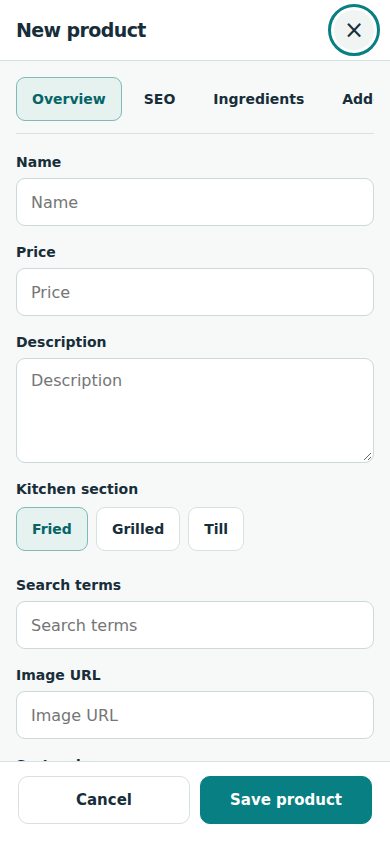 New product
Overview SEO Ingredients Add
Name
Name
Price
Price
Description
Description
Kitchen section
Fried Grilled Till
Search terms
Search terms
Image URL
Image URL
Cancel Save product